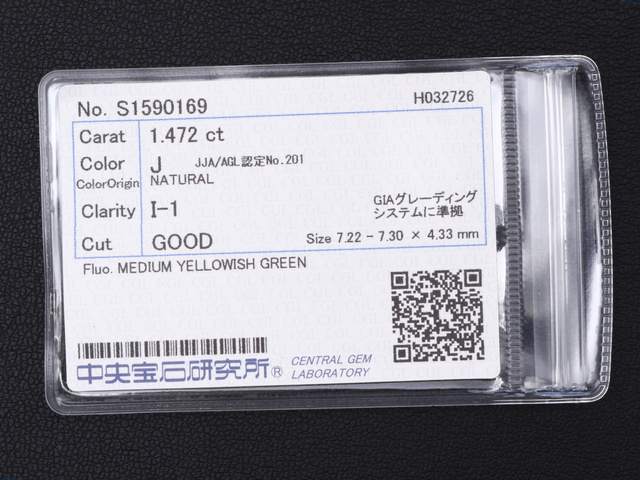 No. S1590169
H032726
Carat 1.472 ct
Color J JJA/AGL認定No.201
ColorOrigin NATURAL
Clarity I-1
GIAグレーディング
システムに準拠
Cut GOOD Size 7.22 - 7.30 × 4.33 mm
Fluo. MEDIUM YELLOWISH GREEN
中央宝石研究所® CENTRAL GEM
LABORATORY